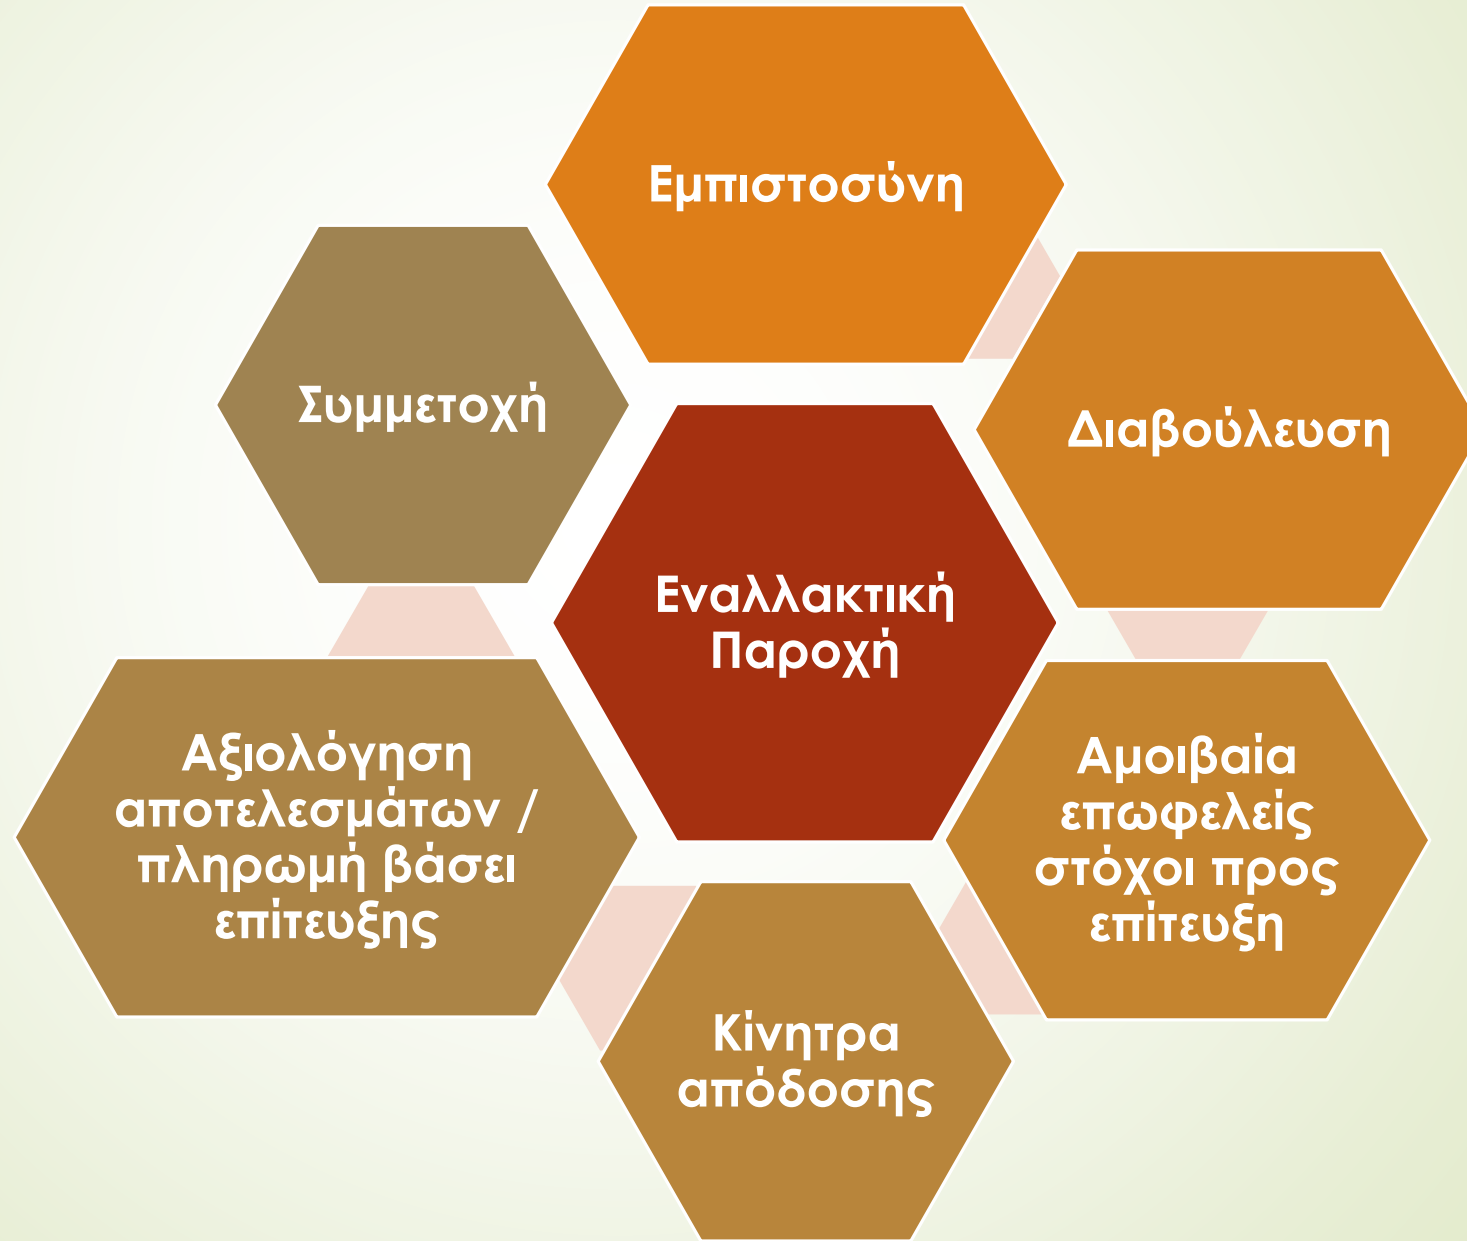 Εμπιστοσύνη
Διαβούλευση
Αμοιβαία
επωφελείς
στόχοι προς
επίτευξη
Κίνητρα
απόδοσης
Αξιολόγηση
αποτελεσμάτων /
πληρωμή βάσει
επίτευξης
Συμμετοχή
Εναλλακτική
Παροχή